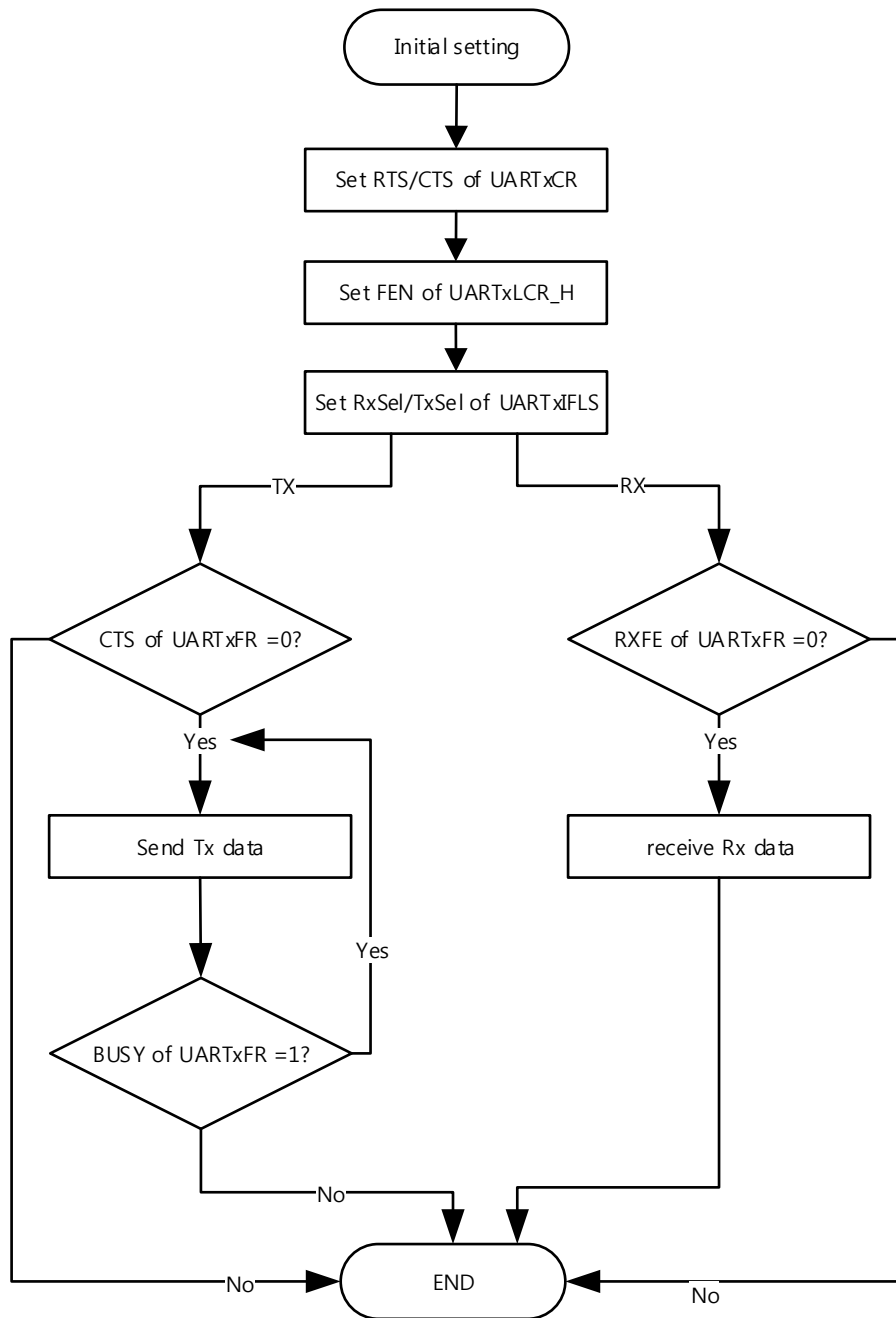 Initial setting
Set RTS/CTS of UARTxCR
Set FEN of UARTxLCR_H
Set RxSel/TxSel of UARTxIFLS
TX
RX
CTS of UARTxFR =0?
RXFE of UARTxFR =0?
Yes
Yes
Send Tx data
receive Rx data
Yes
BUSY of UARTxFR =1?
No
No
END
No